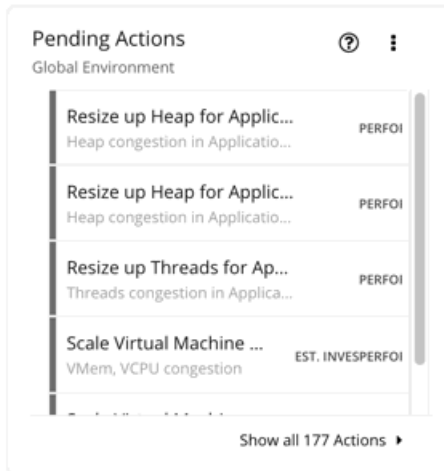 Pending Actions
Global Environment
Resize up Heap for Applic...
PERFOI
Heap congestion in Applicatio...
Resize up Heap for Applic...
PERFOI
Heap congestion in Applicatio...
Resize up Threads for Ap...
PERFOI
Threads congestion in Applica...
Scale Virtual Machine ...
EST. INVESPERFOI
VMem, VCPU congestion
Show all 177 Actions